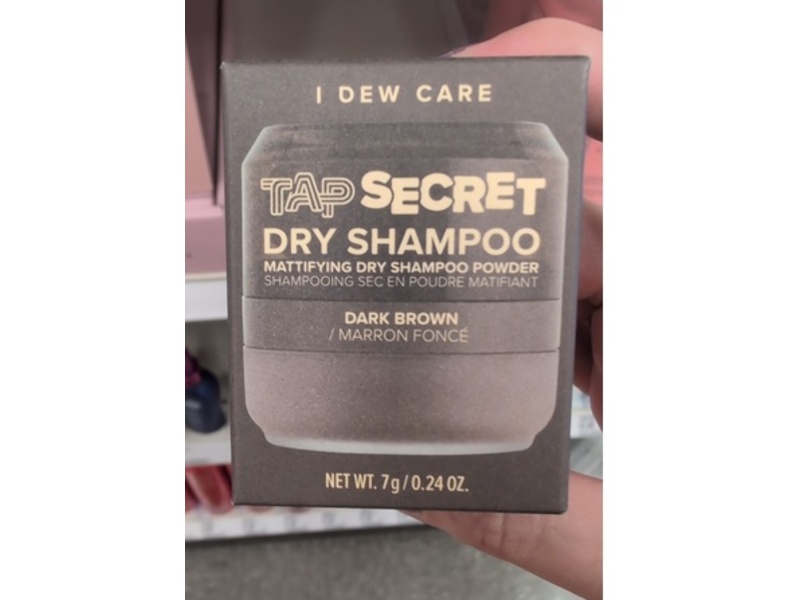 I DEW CARE
TAP SECRET
DRY SHAMPOO
MATTIFYING DRY SHAMPOO POWDER
SHAMPOOING SEC EN POUDRE MATIFIANT
DARK BROWN
/ MARRON FONCÉ
NET WT. 7g / 0.24 OZ.